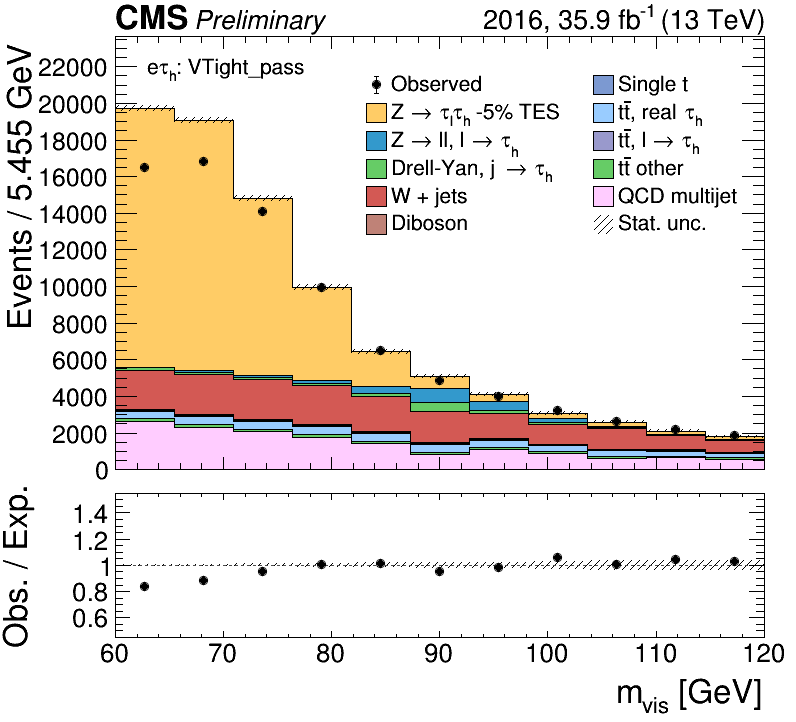 CMS Preliminary 2016, 35.9 fb⁻¹ (13 TeV)
eτh: VTight_pass
Observed
Z → τlτh -5% TES
Z → ll, l → τh
Drell-Yan, j → τh
W + jets
Diboson
Single t
tt̄, real τh
tt̄, l → τh
tt̄ other
QCD multijet
Stat. unc.
Events / 5.455 GeV
22000
20000
18000
16000
14000
12000
10000
8000
6000
4000
2000
0
Obs. / Exp.
1.4
1.2
1
0.8
0.6
60 70 80 90 100 110 120
mvis [GeV]